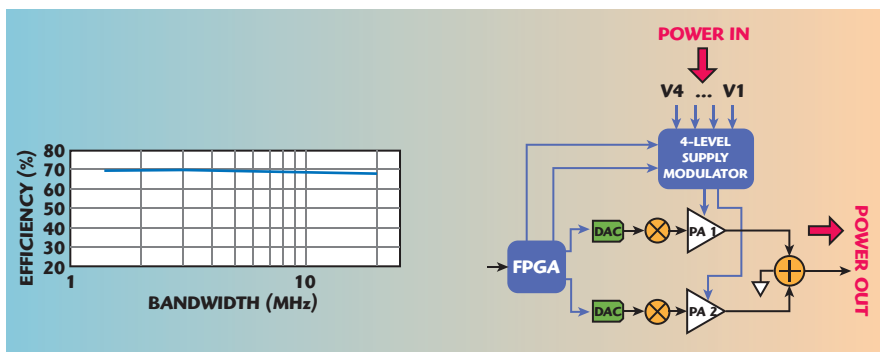 EFFICIENCY (%)
80
70
60
50
40
30
20
1
10
BANDWIDTH (MHz)
POWER IN
V4 ... V1
4-LEVEL
SUPPLY
MODULATOR
FPGA
DAC
PA 1
DAC
PA 2
POWER OUT